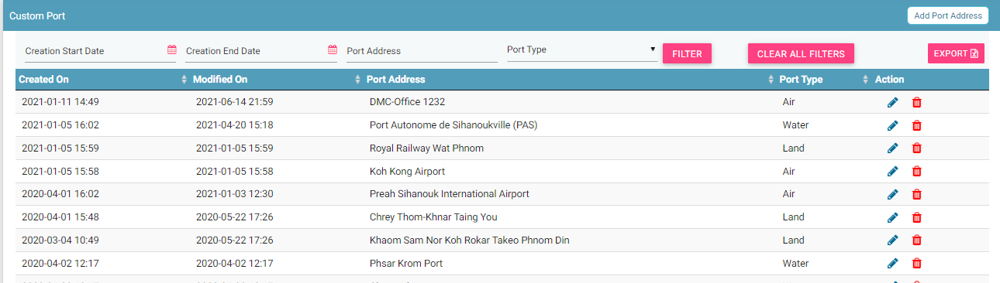 Custom Port Add Port Address
Creation Start Date Creation End Date Port Address Port Type FILTER CLEAR ALL FILTERS EXPORT
Created On Modified On Port Address Port Type Action
2021-01-11 14:49 2021-06-14 21:59 DMC-Office 1232 Air
2021-01-05 16:02 2021-04-20 15:18 Port Autonome de Sihanoukville (PAS) Water
2021-01-05 15:59 2021-01-05 15:59 Royal Railway Wat Phnom Land
2021-01-05 15:58 2021-01-05 15:58 Koh Kong Airport Air
2020-04-01 16:02 2021-01-03 12:30 Preah Sihanouk International Airport Air
2020-04-01 15:48 2020-05-22 17:26 Chrey Thom-Khnar Taing You Land
2020-03-04 10:49 2020-05-22 17:26 Khaom Sam Nor Koh Rokar Takeo Phnom Din Land
2020-04-02 12:17 2020-04-02 12:17 Phsar Krom Port Water